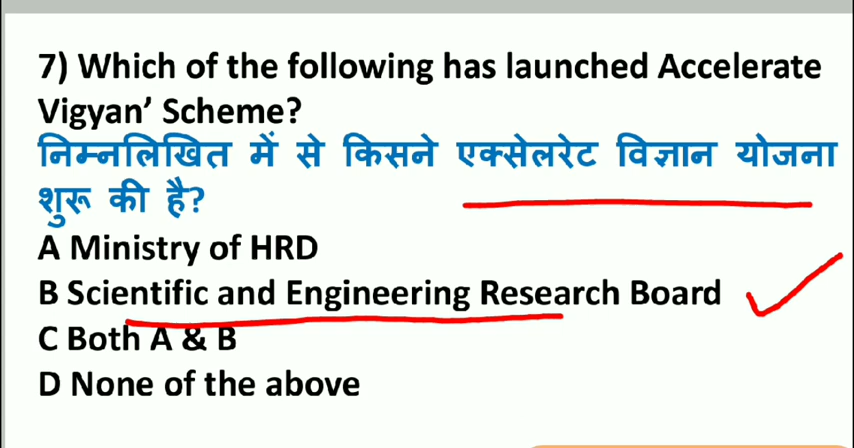 7) Which of the following has launched Accelerate
Vigyan’ Scheme?
निम्नलिखित में से किसने एक्सेलरेट विज्ञान योजना
शुरू की है?
A Ministry of HRD
B Scientific and Engineering Research Board
C Both A & B
D None of the above